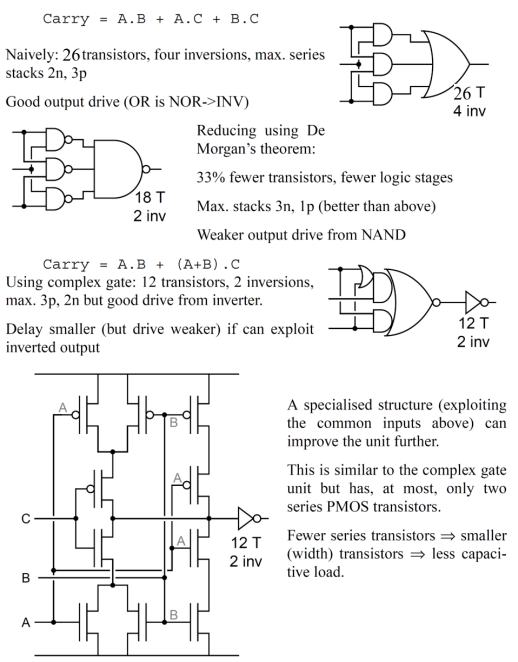 Carry = A.B + A.C + B.C
Naively: 26 transistors, four inversions, max. series
stacks 2n, 3p
Good output drive (OR is NOR->INV)
26 T
4 inv
Reducing using De
Morgan's theorem:
33% fewer transistors, fewer logic stages
Max. stacks 3n, 1p (better than above)
Weaker output drive from NAND
18 T
2 inv
Carry = A.B + (A+B).C
Using complex gate: 12 transistors, 2 inversions,
max. 3p, 2n but good drive from inverter.
Delay smaller (but drive weaker) if can exploit
inverted output
12 T
2 inv
A
B
A
C
A
B
B
A
12 T
2 inv
A specialised structure (exploiting
the common inputs above) can
improve the unit further.
This is similar to the complex gate
unit but has, at most, only two
series PMOS transistors.
Fewer series transistors ⇒ smaller
(width) transistors ⇒ less capaci-
tive load.